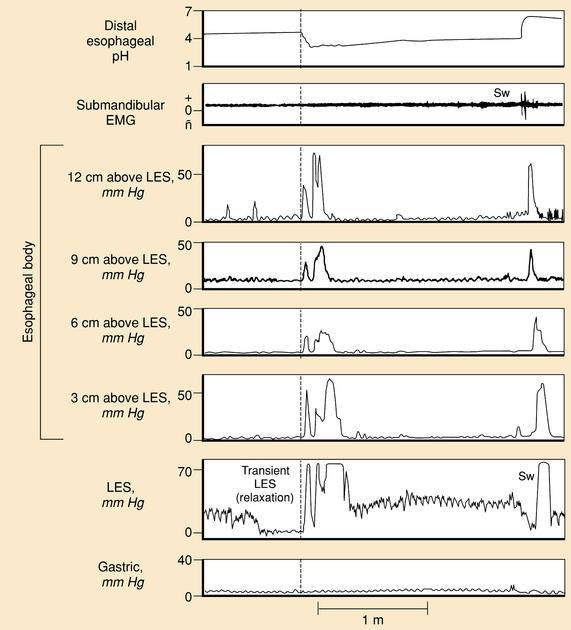 Distal
esophageal
pH
7
4
1
Submandibular
EMG
+
0
n̄
Sw
12 cm above LES,
mm Hg
50
0
9 cm above LES,
mm Hg
50
0
6 cm above LES,
mm Hg
50
0
3 cm above LES,
mm Hg
50
0
Esophageal body
LES,
mm Hg
70
0
Transient
LES
(relaxation)
Sw
Gastric,
mm Hg
40
0
1 m